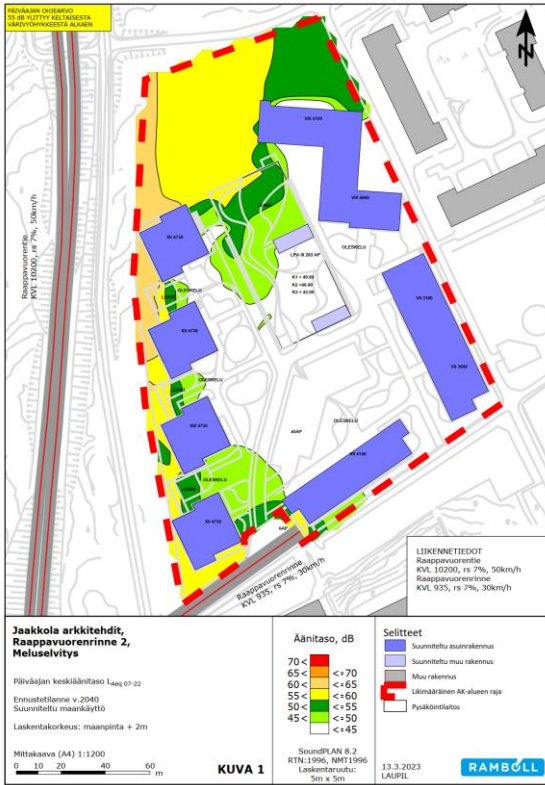 PÄIVÄAJAN OHJEARVO
55 dB YLITTYY KELTAISESTA
VÄRIVYÖHYKKEESTÄ ALKAEN
N
Raappavuorentie
KVL 10200, rs 7%, 50km/h
OLESKELU
LPA M 263 AP
OLESKELU
OLESKELU
OLESKELU
OLESKELU
Raappavuorenrinne
KVL 935, rs 7%, 30km/h
LIIKENNETIEDOT
Raappavuorentie
KVL 10200, rs 7%, 50km/h
Raappavuorenrinne
KVL 935, rs 7%, 30km/h
Jaakkola arkkitehdit,
Raappavuorenrinne 2,
Meluselvitys
Päiväajan keskiäänitaso LAeq 07-22
Ennustetilanne v.2040
Suunniteltu maankäyttö
Laskentakorkeus: maanpinta + 2m
Mittakaava (A4) 1:1200
0 10 20 40 60
m
KUVA 1
Äänitaso, dB
70 <
65 < <=70
60 < <=65
55 < <=60
50 < <=55
45 < <=50
<=45
SoundPLAN 8.2
RTN:1996, NMT1996
Laskentaruutu:
5m x 5m
Selitteet
Suunniteltu asuinrakennus
Suunniteltu muu rakennus
Muu rakennus
Likimääräinen AK-alueen raja
Pysäköintilaitos
13.3.2023
LAUPIL
RAMBOLL